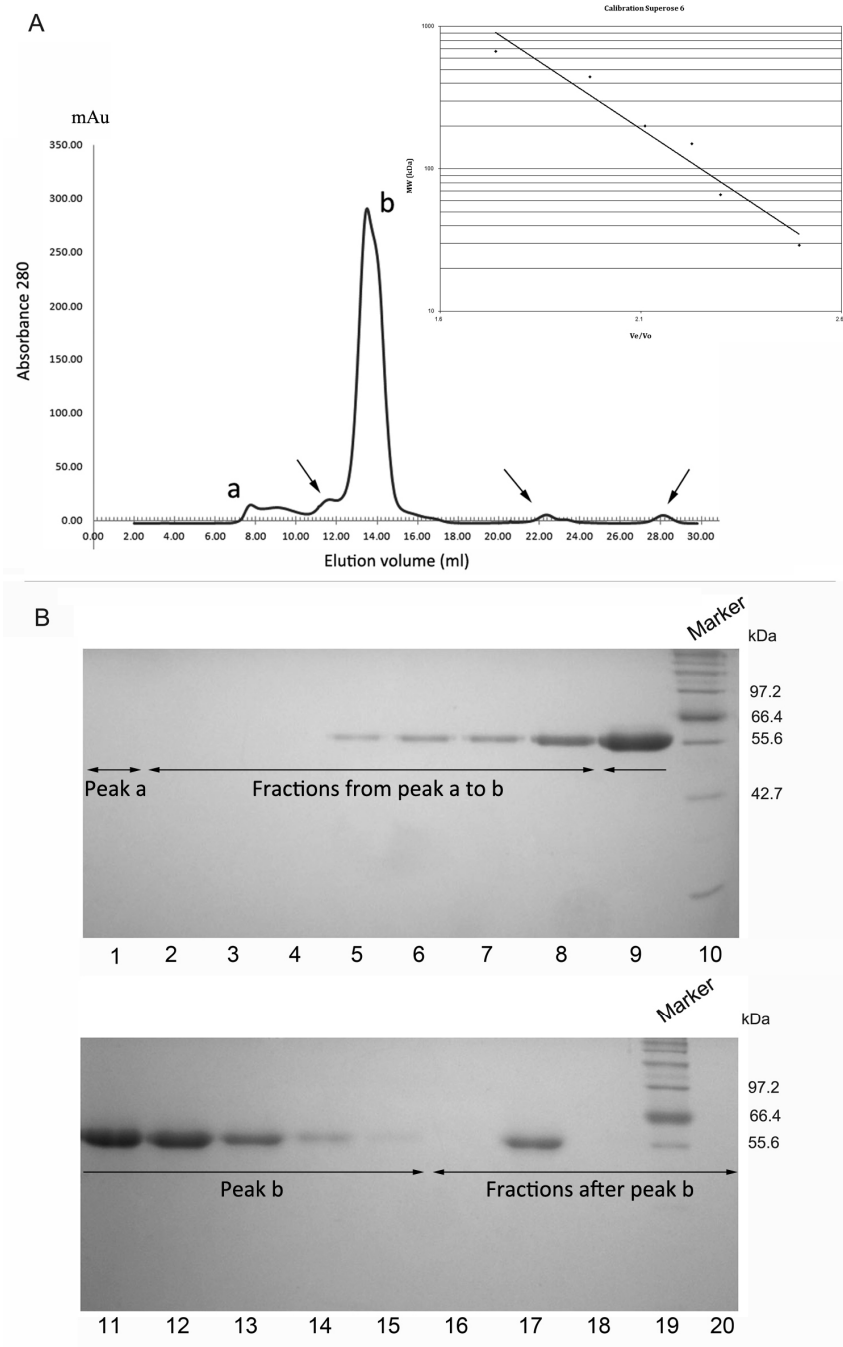 A
Calibration Superose 6
1000
100
10
MW (kDa)
1.6
2.1
2.6
Ve/Vo
mAu
350.00
300.00
250.00
200.00
150.00
100.00
50.00
0.00
Absorbance 280
a
b
0.00 2.00 4.00 6.00 8.00 10.00 12.00 14.00 16.00 18.00 20.00 22.00 24.00 26.00 28.00 30.00
Elution volume (ml)
B
Marker
kDa
97.2
66.4
55.6
42.7
Peak a
Fractions from peak a to b
1 2 3 4 5 6 7 8 9 10
Marker
kDa
97.2
66.4
55.6
Peak b
Fractions after peak b
11 12 13 14 15 16 17 18 19 20